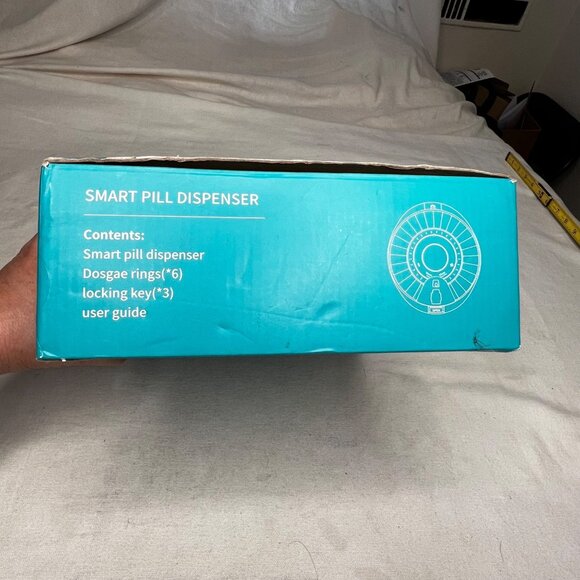 SMART PILL DISPENSER
Contents:
Smart pill dispenser
Dosgae rings(*6)
locking key(*3)
user guide